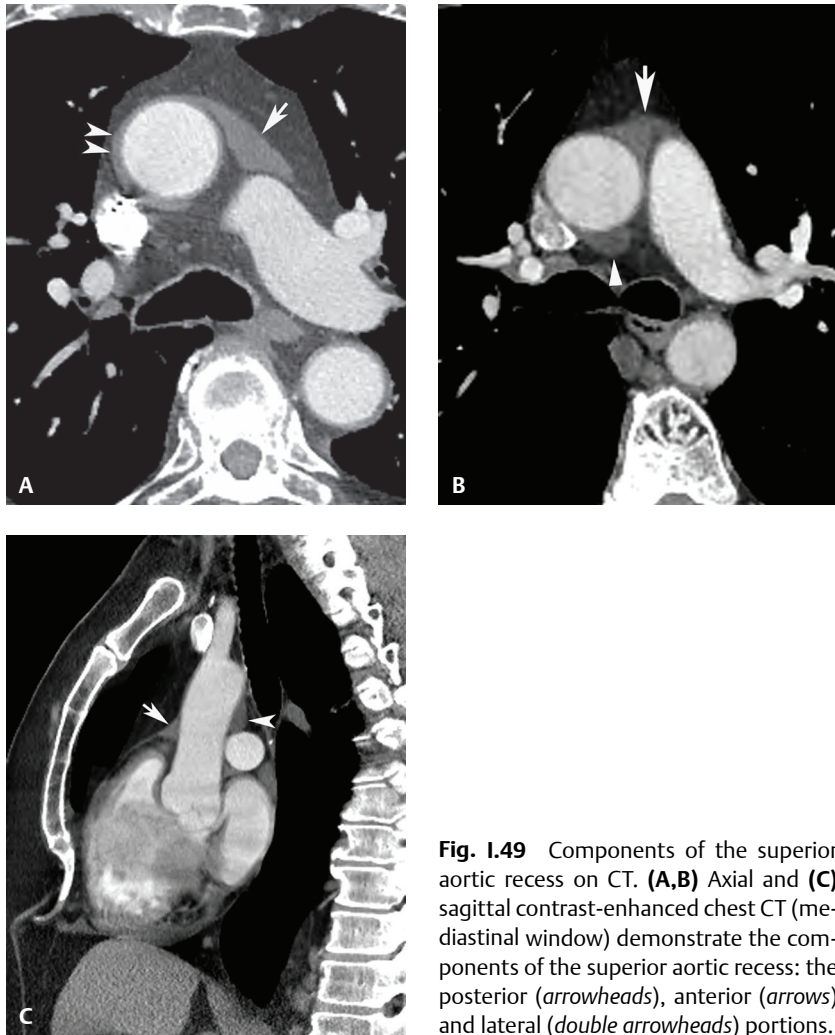 A
B
C
Fig. I.49 Components of the superior
aortic recess on CT. (A,B) Axial and (C)
sagittal contrast-enhanced chest CT (me-
diastinal window) demonstrate the com-
ponents of the superior aortic recess: the
posterior (arrowheads), anterior (arrows)
and lateral (double arrowheads) portions.